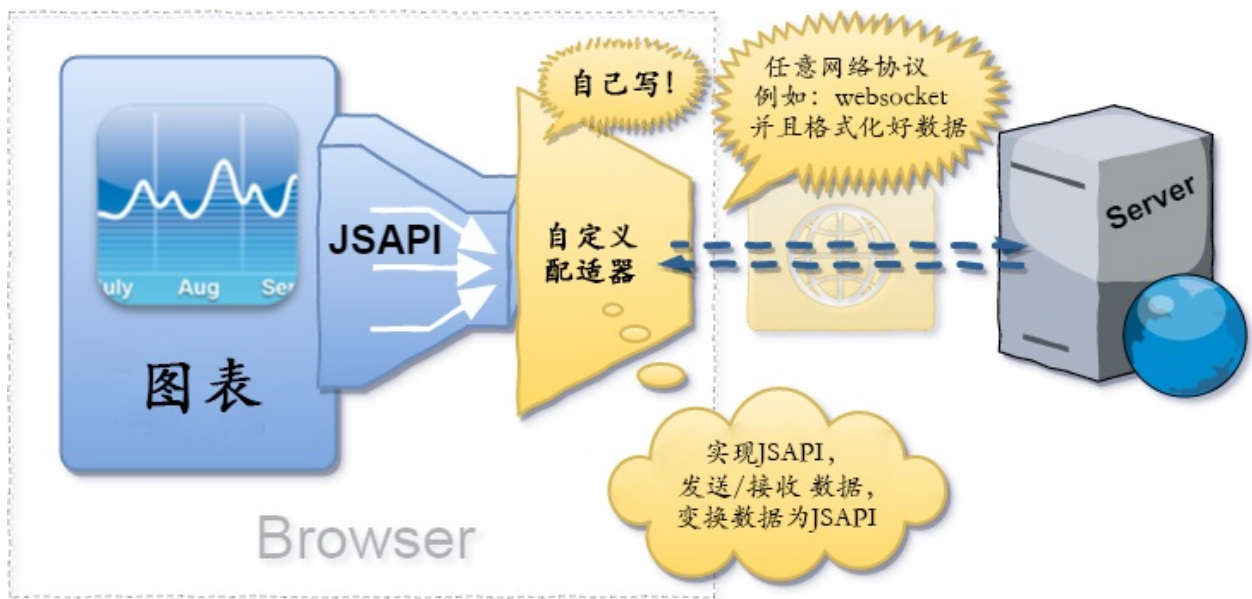 自己写!
任意网络协议
例如: websocket
并且格式化好数据
Server
JSAPI
自定义
配适器
uly Aug Sep
图表
实现JSAPI,
发送/接收 数据,
变换数据为JSAPI
Browser